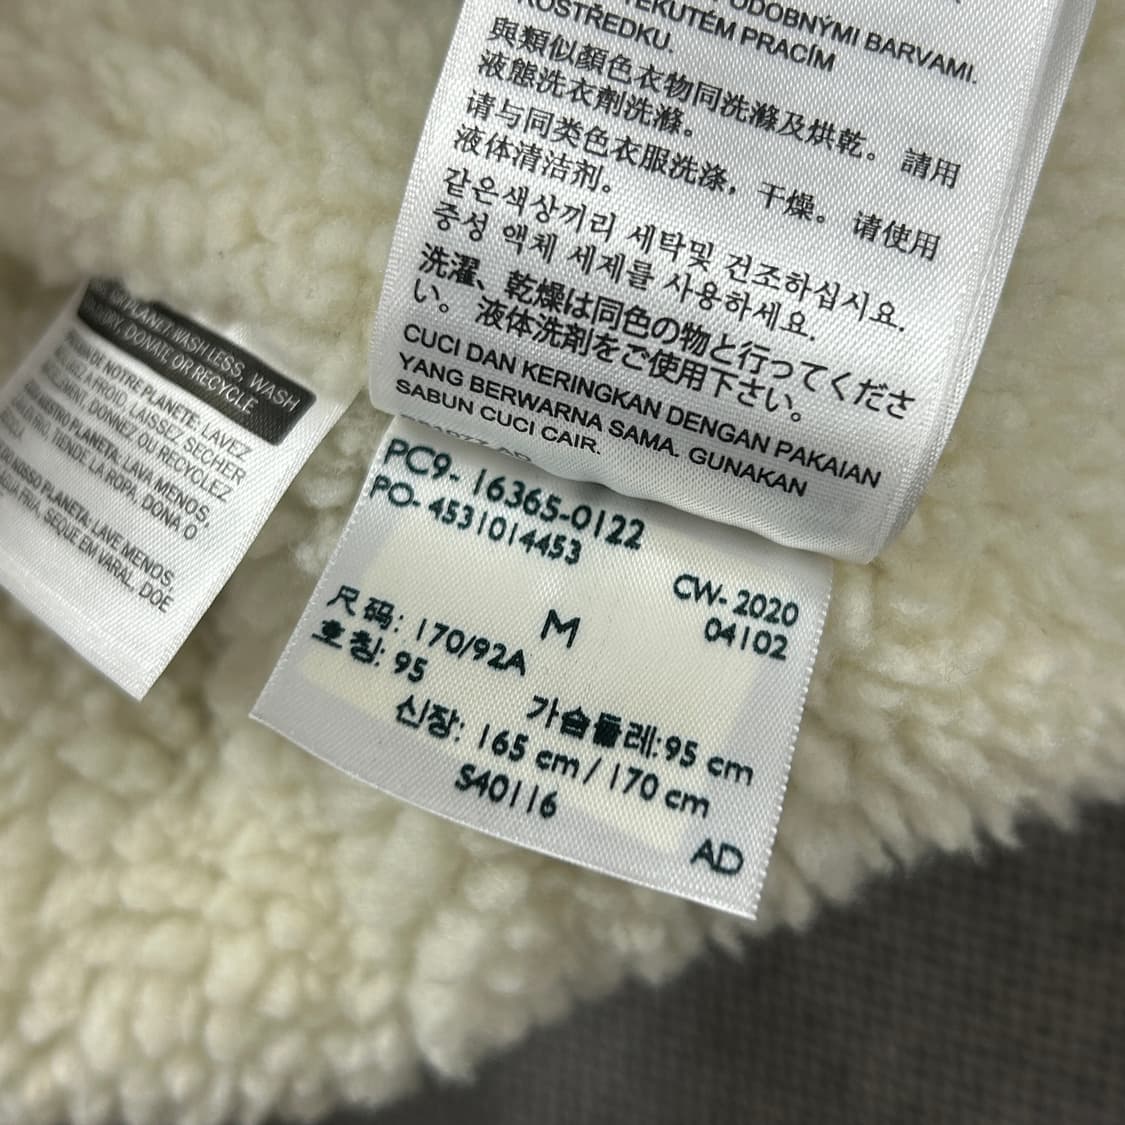 ODOBNÝMI BARVAMI.
TEKUTÉM PRACÍM
ROSTŘEDKU.
與類似顏色衣物同洗滌及烘乾。 請用
液態洗衣劑洗滌。
请与同类色衣服洗涤，干燥。 请使用
液体清洁剂.
같은색상끼리 세탁및 건조하십시요.
중성 액체 세제를 사용하세요.
洗濯、乾燥は同色の物と行ってくださ
い。 液体洗剤をご使用下さい。
CUCI DAN KERINGKAN DENGAN PAKAIAN
YANG BERWARNA SAMA. GUNAKAN
SABUN CUCI CAIR.
PLANET: WASH LESS, WASH
DRY, DONATE OR RECYCLE
DE NOTRE PLANÈTE: LAVEZ
À FROID, LAISSEZ SÉCHER
DONNEZ OU RECYCLEZ
PLANETA: LAVA MENOS,
FRÍO, TIENDE LA ROPA, DONA O
NOSSO PLANETA: LAVE MENOS,
FRIA, SEQUE EM VARAL, DOE
PC9- 16365-0122
PO- 4531014453
CW- 2020
04102
M
尺码: 170/92A
호칭: 95
가슴둘레: 95 cm
신장: 165 cm / 170 cm
S40116
AD